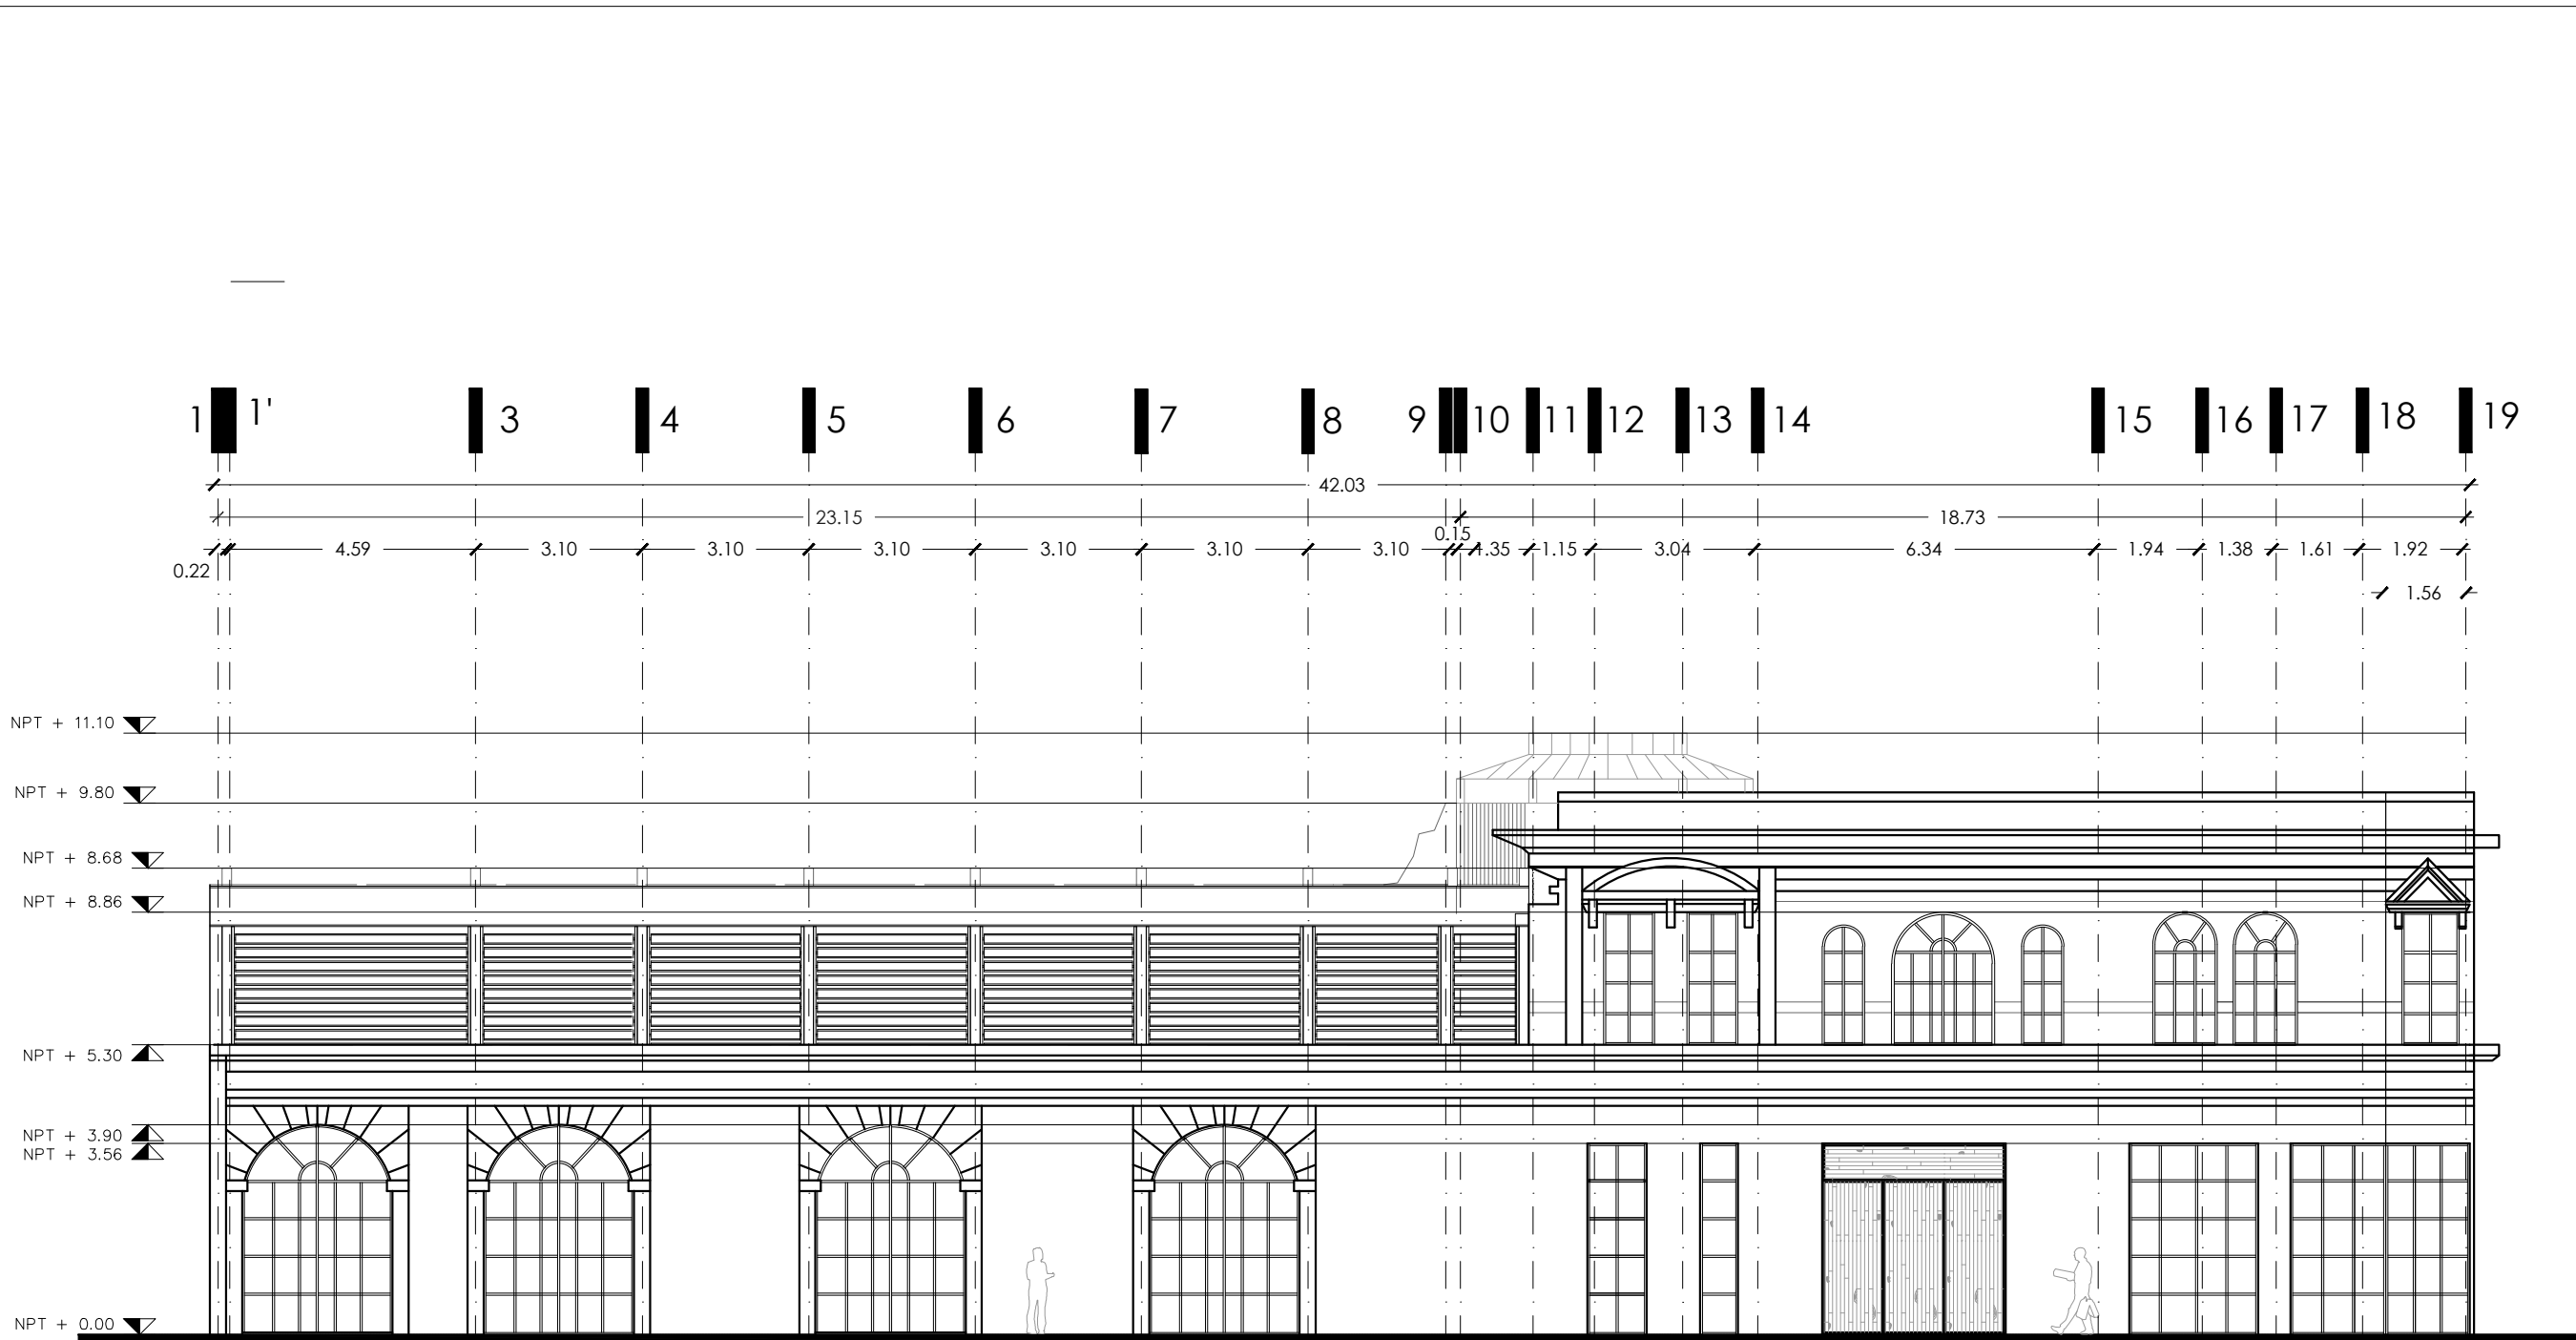 1 1' 3 4 5 6 7 8 9 10 11 12 13 14 15 16 17 18 19
42.03
23.15 18.73
0.15
4.59 3.10 3.10 3.10 3.10 3.10 3.10 1.35 1.15 3.04 6.34 1.94 1.38 1.61 1.92
0.22
1.56
NPT + 11.10
NPT + 9.80
NPT + 8.68
NPT + 8.86
NPT + 5.30
NPT + 3.90
NPT + 3.56
NPT + 0.00